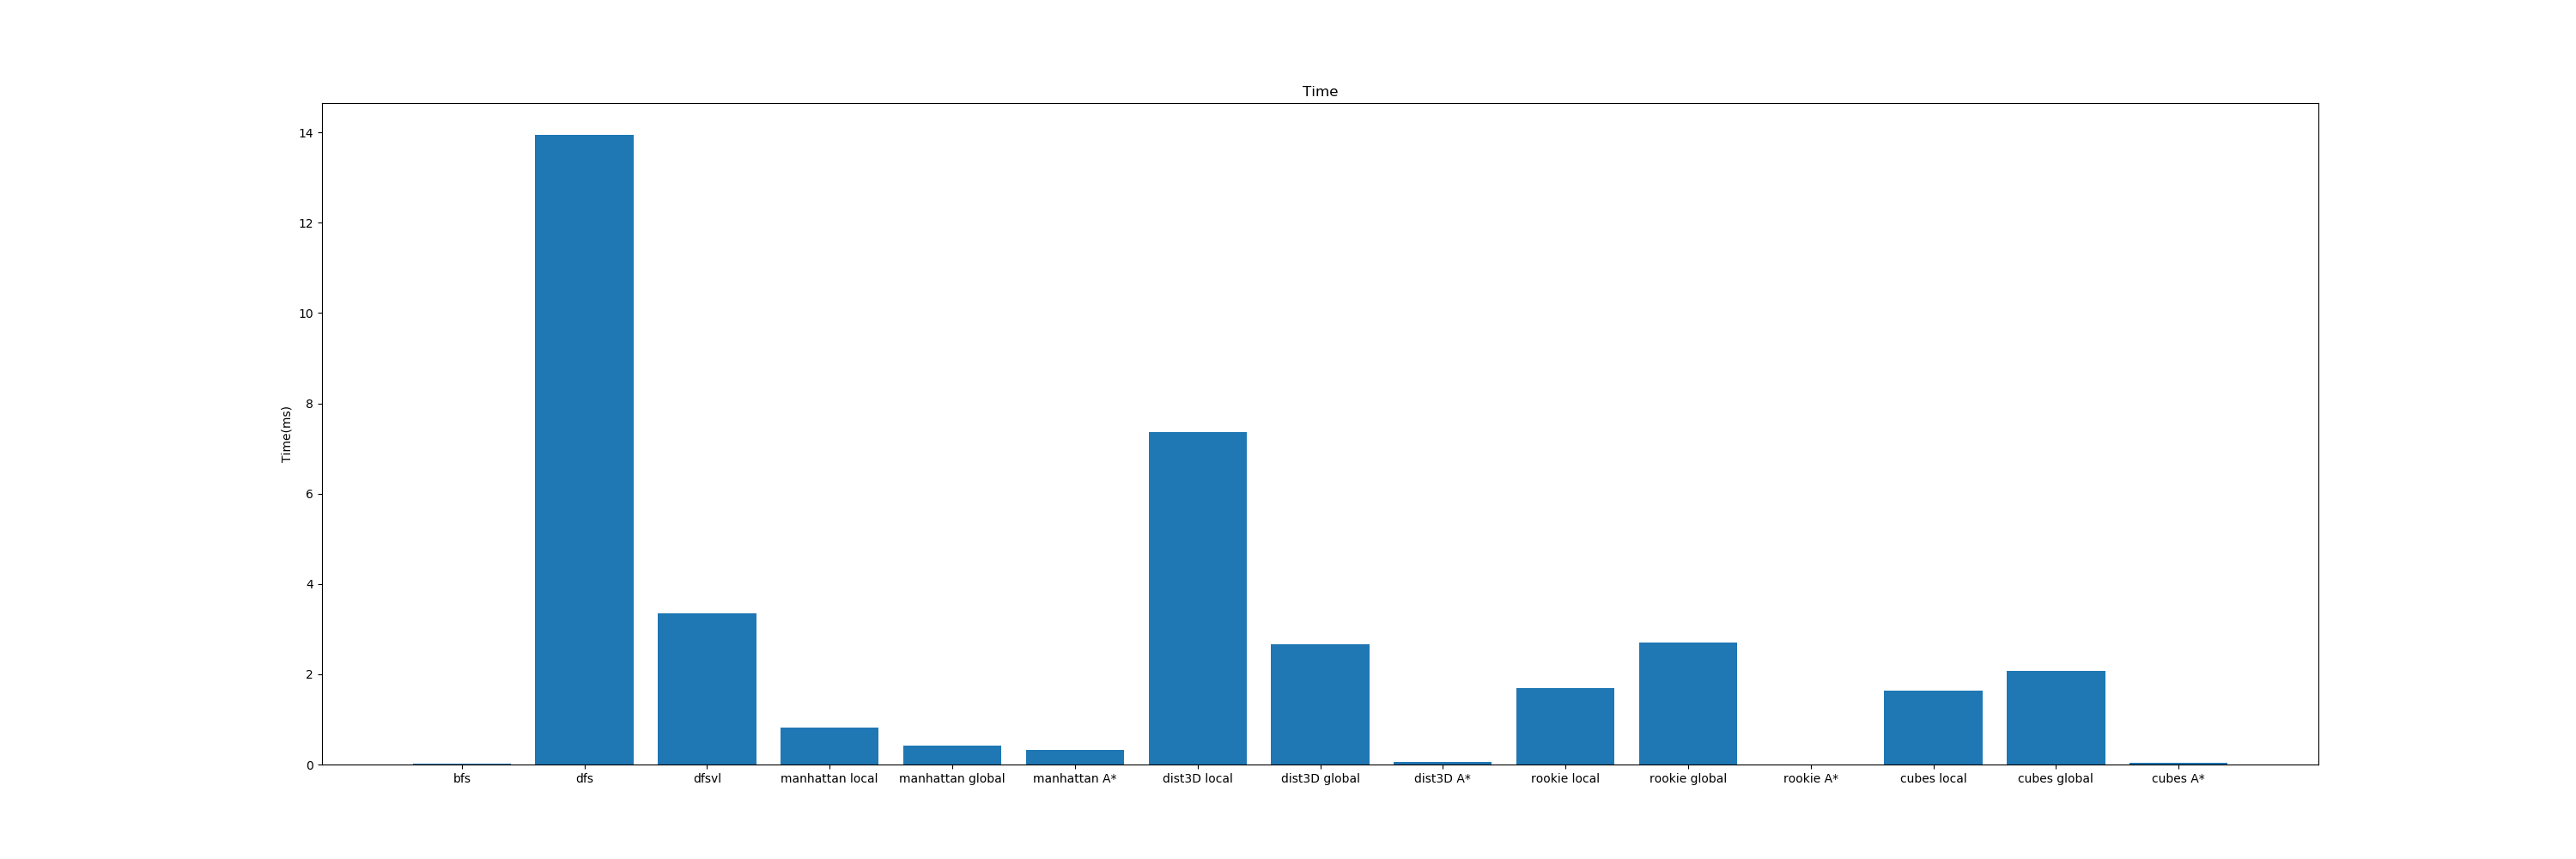 Time
14
12
10
8
6
4
2
0
Time(ms)
bfs dfs dfsvl manhattan local manhattan global manhattan A* dist3D local dist3D global dist3D A* rookie local rookie global rookie A* cubes local cubes global cubes A*